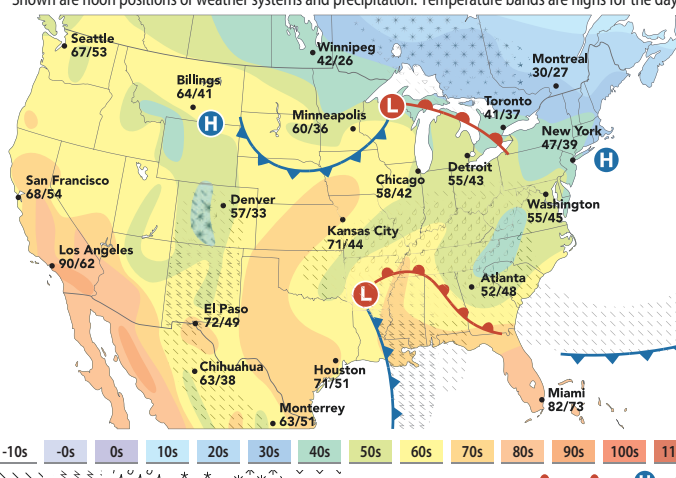 Shown are noon positions of weather systems and precipitation. Temperature bands are highs for the day
Seattle
67/53
Winnipeg
42/26
Montreal
30/27
Billings
64/41
Toronto
41/37
L
H
Minneapolis
60/36
New York
47/39
H
Detroit
55/43
Chicago
58/42
San Francisco
68/54
Denver
57/33
Washington
55/45
Kansas City
71/44
Los Angeles
90/62
Atlanta
52/48
L
El Paso
72/49
Chihuahua
63/38
Houston
71/51
Miami
82/73
Monterrey
63/51
-10s -0s 0s 10s 20s 30s 40s 50s 60s 70s 80s 90s 100s 11
H